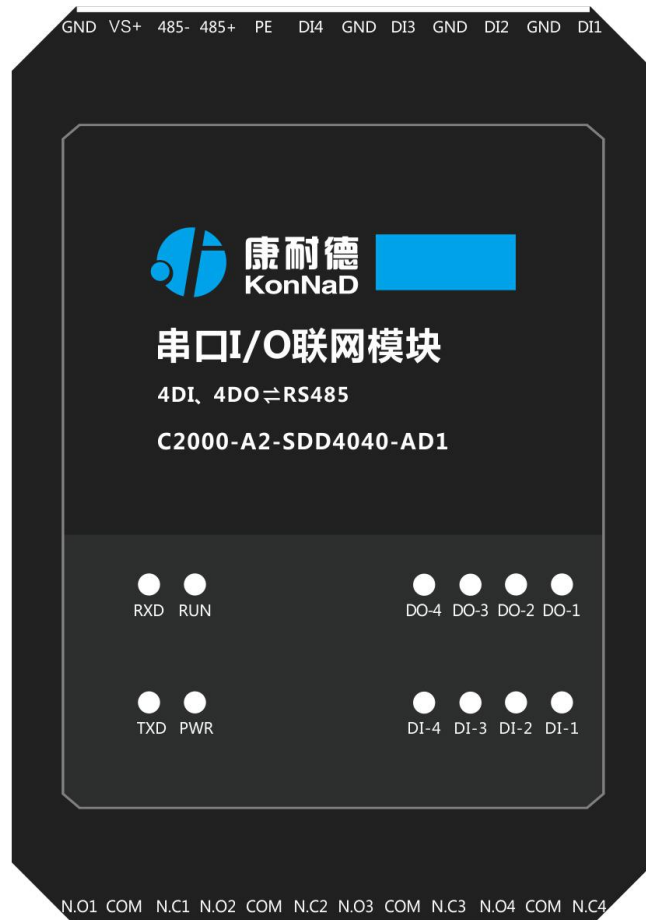 GND VS+ 485- 485+ PE DI4 GND DI3 GND DI2 GND DI1
康耐德
KonNaD
串口I/O联网模块
4DI、4DO⇌RS485
C2000-A2-SDD4040-AD1
RXD RUN DO-4 DO-3 DO-2 DO-1
TXD PWR DI-4 DI-3 DI-2 DI-1
N.O1 COM N.C1 N.O2 COM N.C2 N.O3 COM N.C3 N.O4 COM N.C4